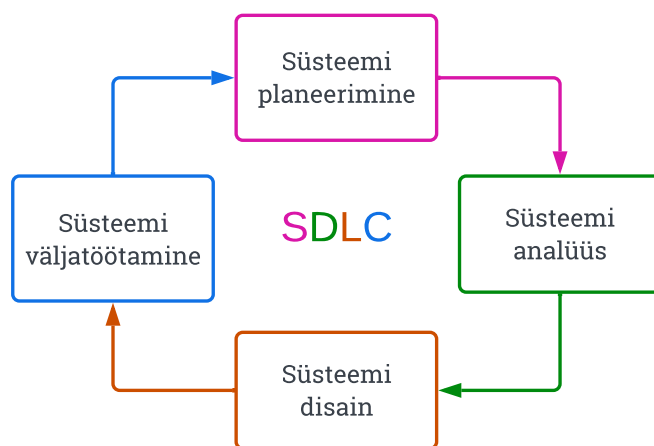 Süsteemi
planeerimine
Süsteemi
väljatöötamine
SDLC
Süsteemi
analüüs
Süsteemi
disain